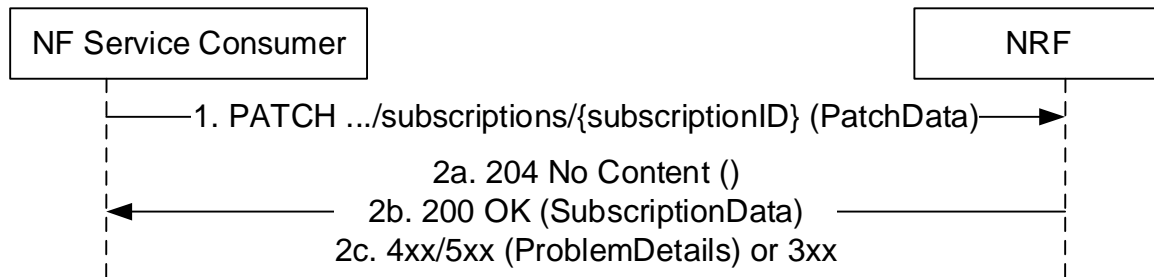 NF Service Consumer
NRF
1. PATCH .../subscriptions/{subscriptionID} (PatchData)
2a. 204 No Content ()
2b. 200 OK (SubscriptionData)
2c. 4xx/5xx (ProblemDetails) or 3xx